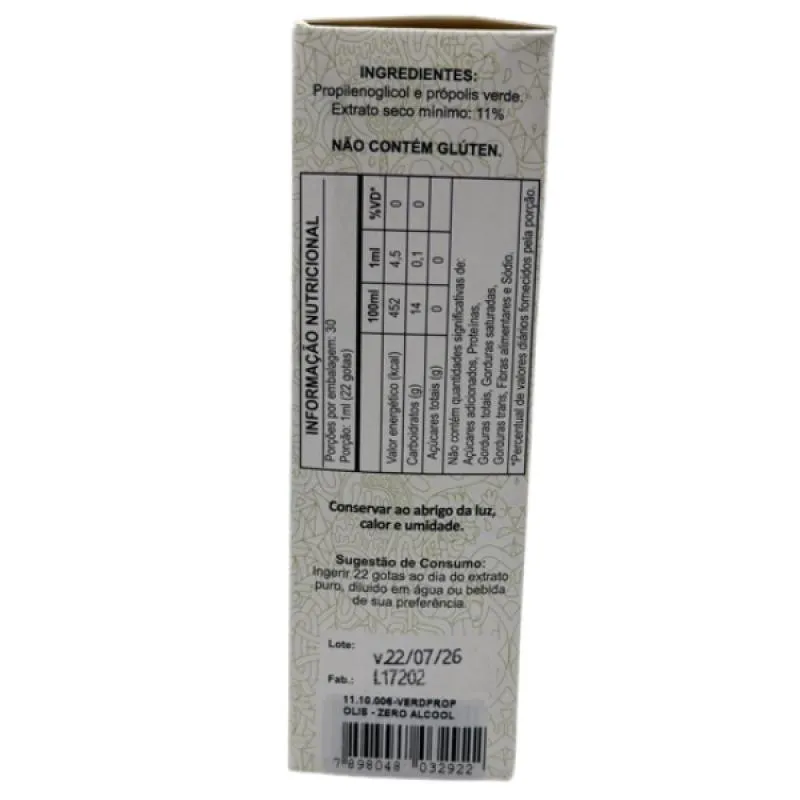 INGREDIENTES:
Propilenoglicol e própolis verde.
Extrato seco mínimo: 11%
NÃO CONTÉM GLÚTEN.
INFORMAÇÃO NUTRICIONAL
Porções por embalagem: 30
Porção: 1ml (22 gotas)
100ml 1ml %VD*
Valor energético (kcal) 452 4,5 0
Carboidratos (g) 14 0,1 0
Açúcares totais (g) 0 0
Não contém quantidades significativas de:
Açúcares adicionados, Proteínas,
Gorduras totais, Gorduras saturadas,
Gorduras trans, Fibras alimentares e Sódio.
*Percentual de valores diários fornecidos pela porção.
Conservar ao abrigo da luz,
calor e umidade.
Sugestão de Consumo:
Ingerir 22 gotas ao dia do extrato
puro, diluído em água ou bebida
de sua preferência.
Lote:
v22/07/26
Fab.: L17202
11.10.006-VERDPROP
OLIS - ZERO ALCOOL
7 898048 032922